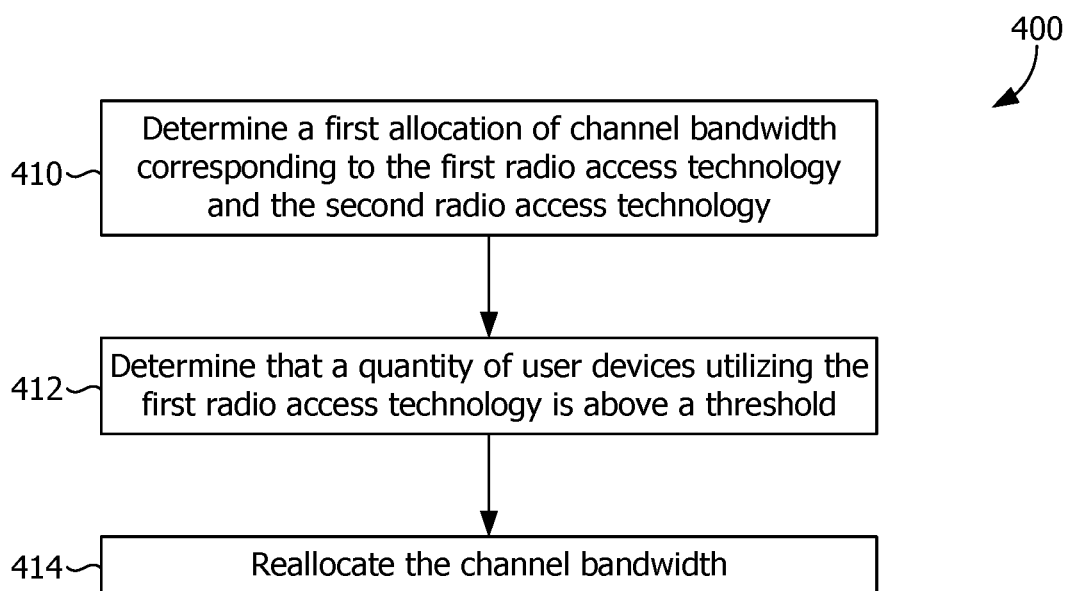 400
410
Determine a first allocation of channel bandwidth
corresponding to the first radio access technology
and the second radio access technology
412
Determine that a quantity of user devices utilizing the
first radio access technology is above a threshold
414
Reallocate the channel bandwidth